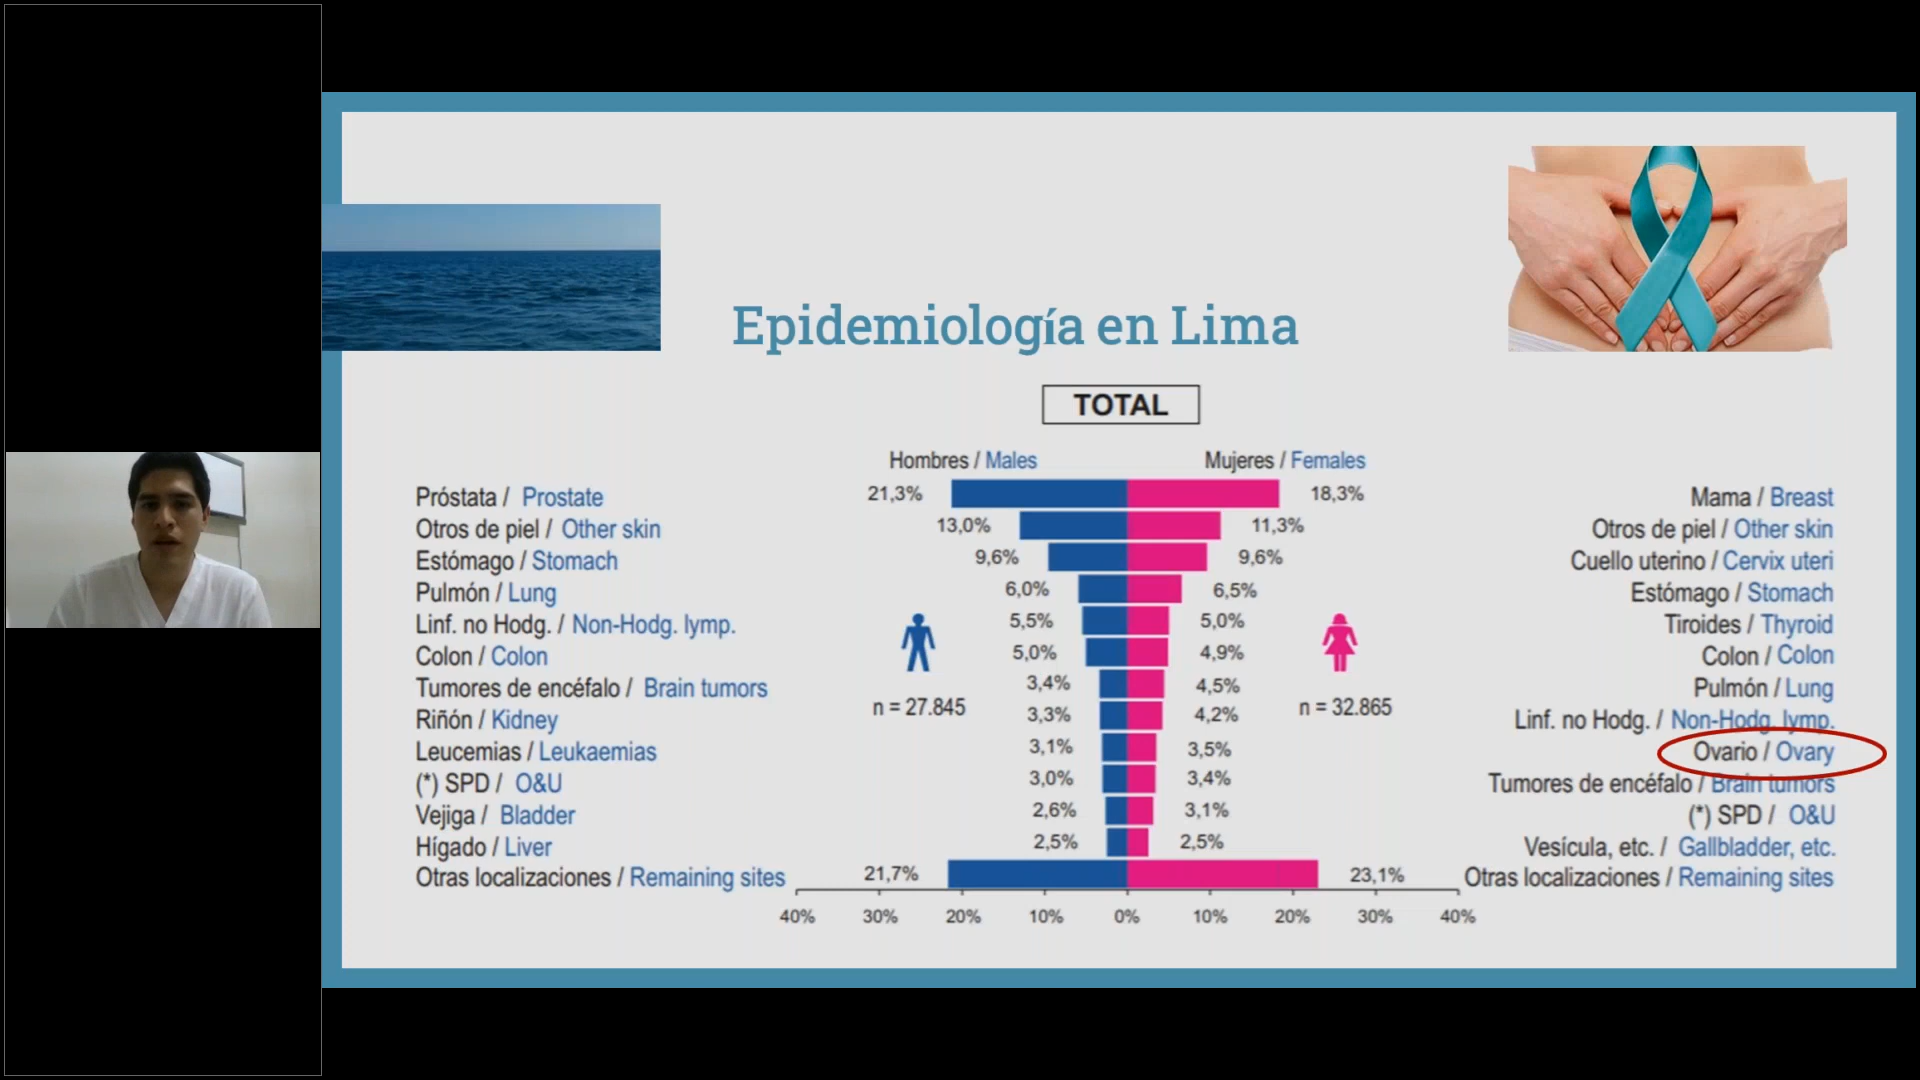 Epidemiología en Lima
TOTAL
Hombres / Males
Mujeres / Females
Próstata / Prostate 21,3% 18,3% Mama / Breast
Otros de piel / Other skin 13,0% 11,3% Otros de piel / Other skin
Estómago / Stomach 9,6% 9,6% Cuello uterino / Cervix uteri
Pulmón / Lung 6,0% 6,5% Estómago / Stomach
Linf. no Hodg. / Non-Hodg. lymp. 5,5% 5,0% Tiroides / Thyroid
Colon / Colon 5,0% 4,9% Colon / Colon
Tumores de encéfalo / Brain tumors 3,4% 4,5% Pulmón / Lung
n = 27.845 n = 32.865
Riñón / Kidney 3,3% 4,2% Linf. no Hodg. / Non-Hodg. lymp.
Leucemias / Leukaemias 3,1% 3,5% Ovario / Ovary
(*) SPD / O&U 3,0% 3,4% Tumores de encéfalo / Brain tumors
Vejiga / Bladder 2,6% 3,1% (*) SPD / O&U
Hígado / Liver 2,5% 2,5% Vesícula, etc. / Gallbladder, etc.
Otras localizaciones / Remaining sites 21,7% 23,1% Otras localizaciones / Remaining sites
40% 30% 20% 10% 0% 10% 20% 30% 40%